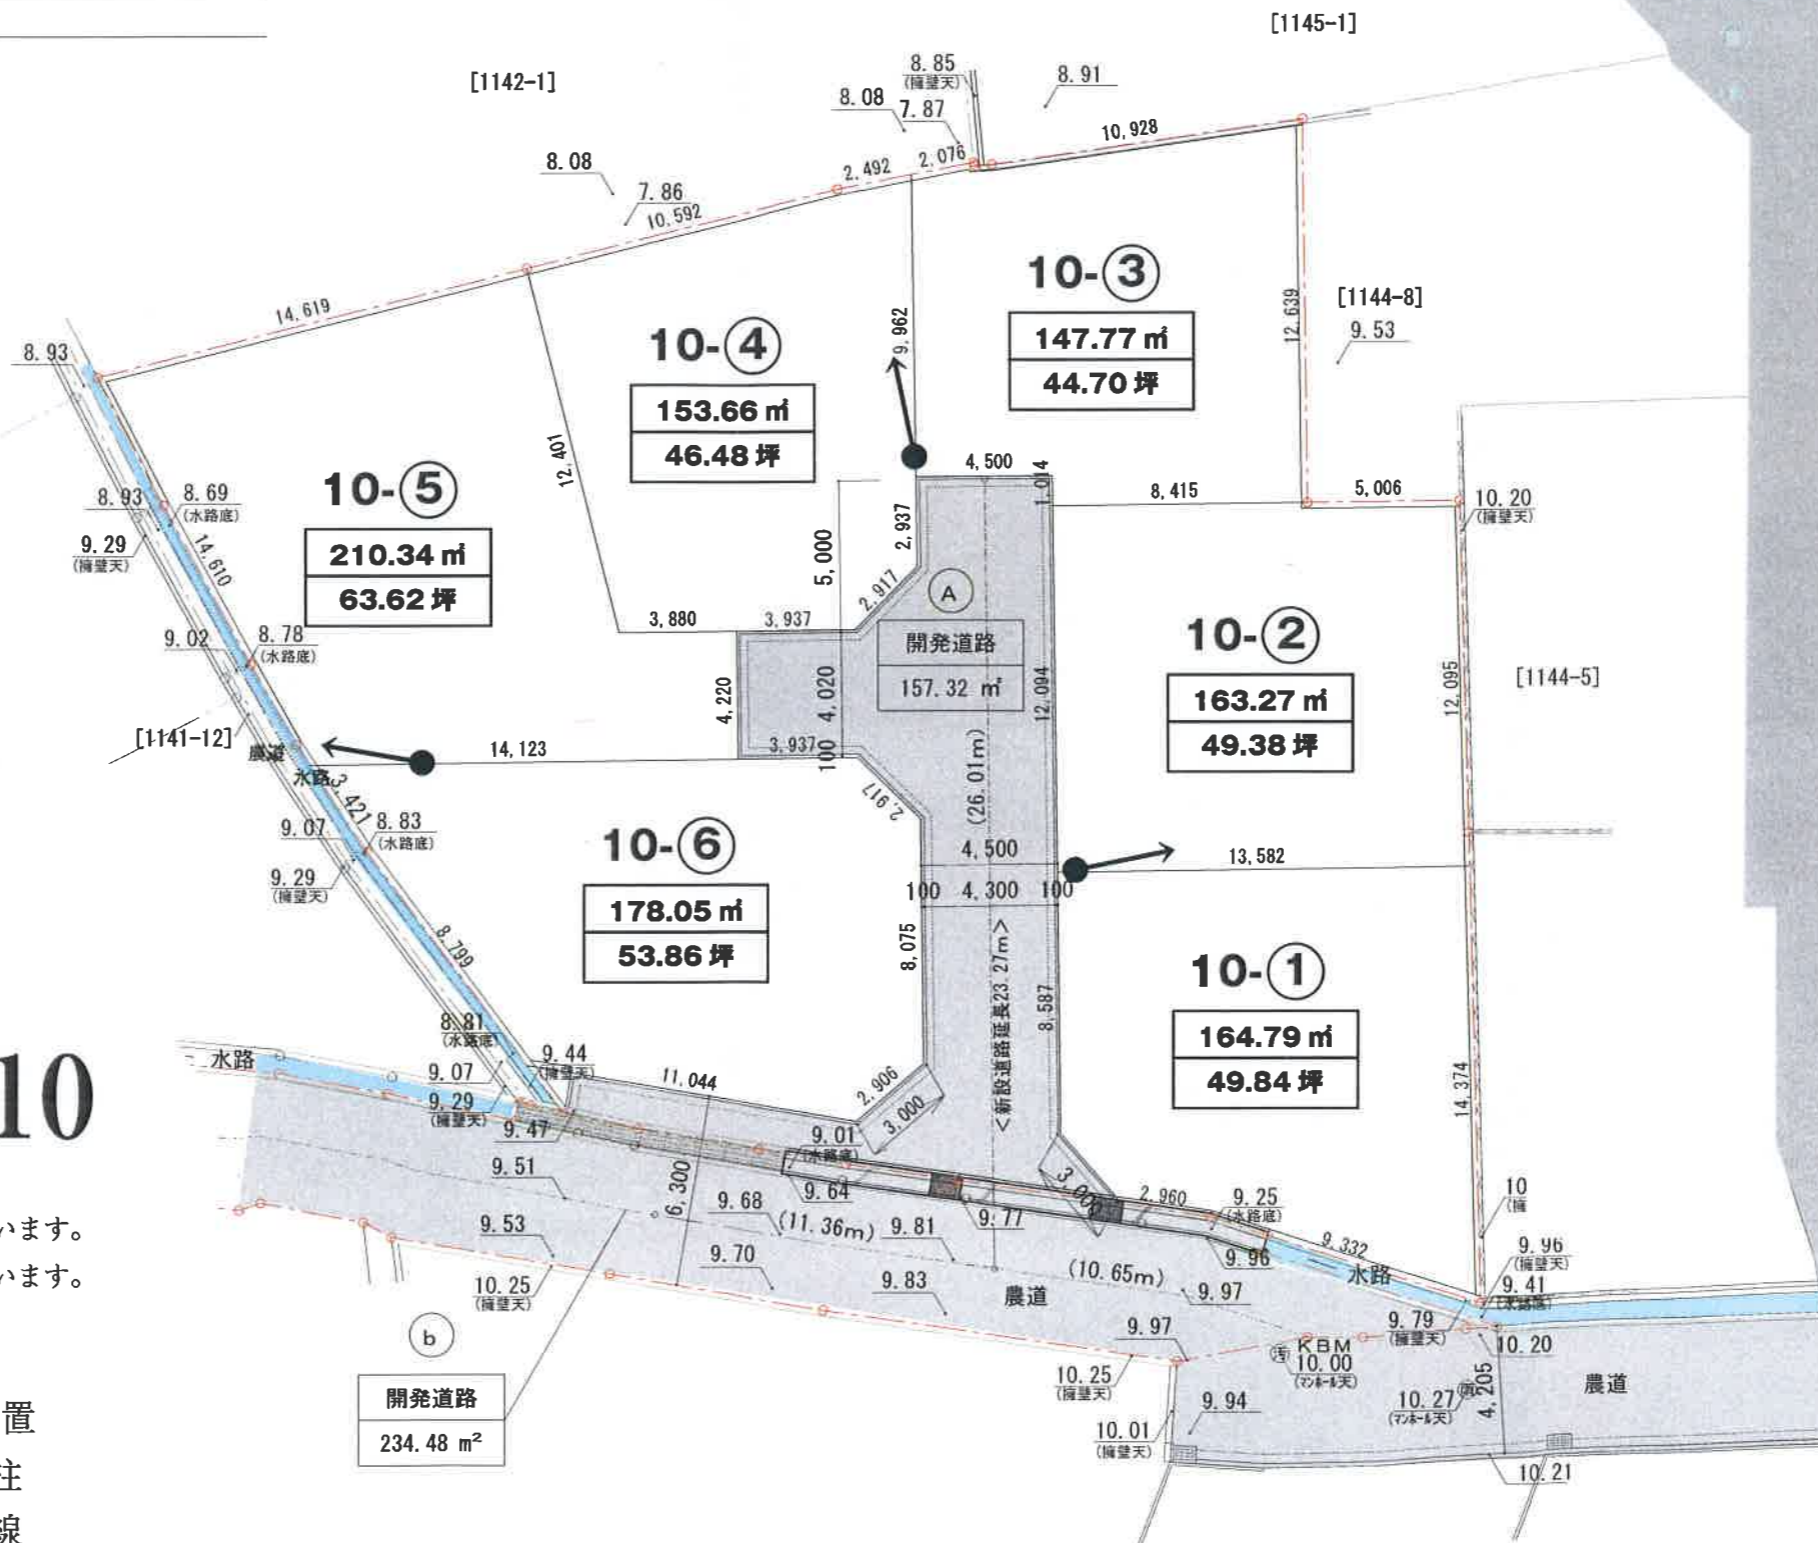 [1145-1]
[1142-1]
8.85
(擁壁天)
8.91
8.08
7.87
10,928
8.08
2.492
2.076
7.86
10,592
14,619
10-③
147.77㎡
44.70坪
12,639
[1144-8]
9.53
8.93
10-④
153.66㎡
46.48坪
9.962
12,401
10-⑤
210.34㎡
63.62坪
8.93
8.69
(水路底)
9.29
(擁壁天)
14,610
4,500
1,014
8,415
5,006
10.20
(擁壁天)
5,000
2,937
2,917
Ⓐ
開発道路
157.32 ㎡
3,880
3,937
9.02
8.78
(水路底)
4,220
4,020
12,094
10-②
163.27㎡
49.38坪
12,095
[1144-5]
[1141-12]
農道
水路
14,123
3,937
100
(26.01m)
3,421
2,917
9.07
8.83
(水路底)
9.29
(擁壁天)
10-⑥
178.05㎡
53.86坪
4,500
13,582
100
4,300
100
8,799
8,075
<新設道路延長23.27m>
8,587
10-①
164.79㎡
49.84坪
14,374
10
水路
8.81
(水路底)
9.44
(擁壁天)
9.07
9.29
(擁壁天)
11.044
2.906
3,000
9.47
9.01
(水路底)
9.51
6,300
9.64
9.68
(11.36m)
9.81
9.77
3,000
2.960
9.25
(水路底)
10
(擁
います。
います。
9.53
9.70
9.83
9.96
9.332
水路
9.96
(擁壁天)
9.41
(水路底)
10.25
(擁壁天)
農道
(10.65m)
9.97
9.79
(擁壁天)
10.20
9.97
KBM
10.00
(マンホール天)
ⓑ
開発道路
234.48 m²
10.25
(擁壁天)
9.94
10.01
(擁壁天)
10.27
(マンホール天)
4,205
農道
10.21
置
柱
線